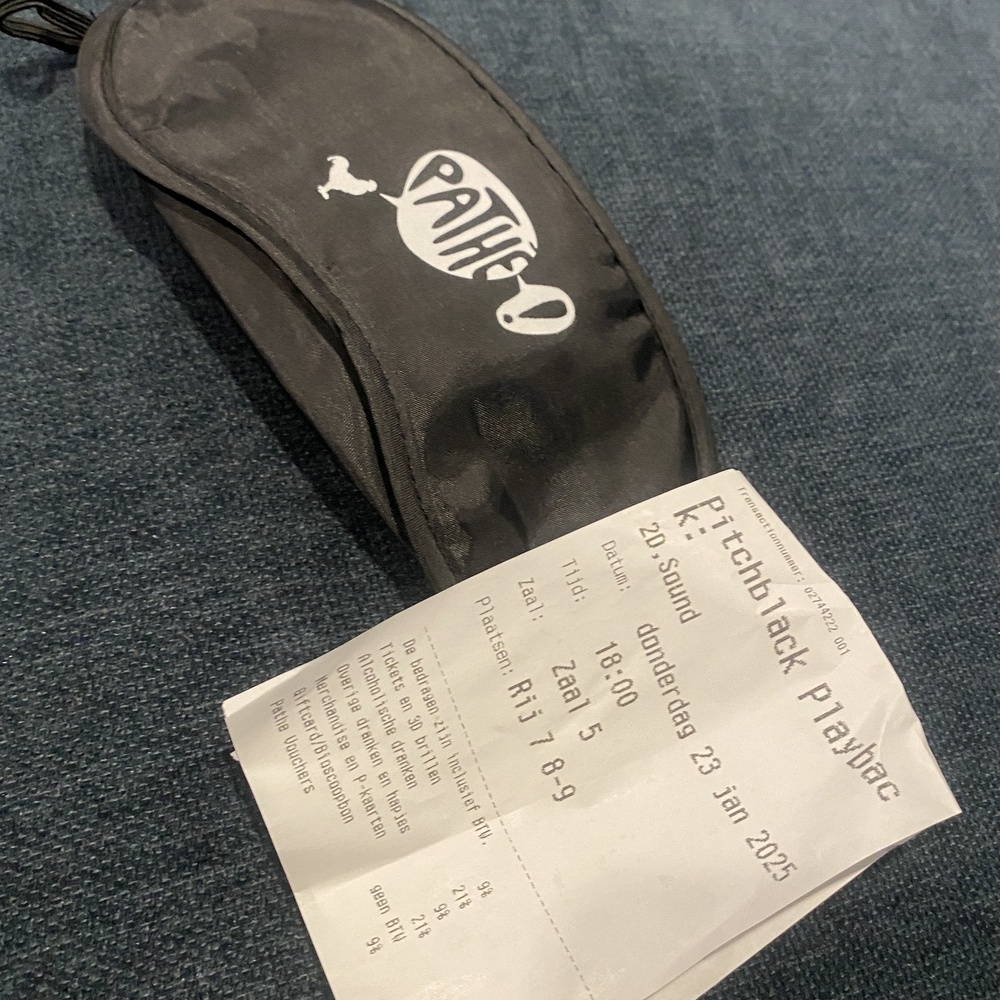 PATHÉ!
Transactienummer: 02744222 001
Pitchblack Playbac
k:
2D,Sound
Datum: donderdag 23 jan 2025
Tijd: 18:00
Zaal: Zaal 5
Plaatsen: Rij 7 8-9
De bedragen zijn inclusief BTW.
Tickets en 3D brillen 9%
Alcoholische dranken 21%
Overige dranken en hapjes 9%
Merchandise en P-kaarten 21%
Giftcard/Bioscoopbon geen BTW
Pathe Vouchers 9%